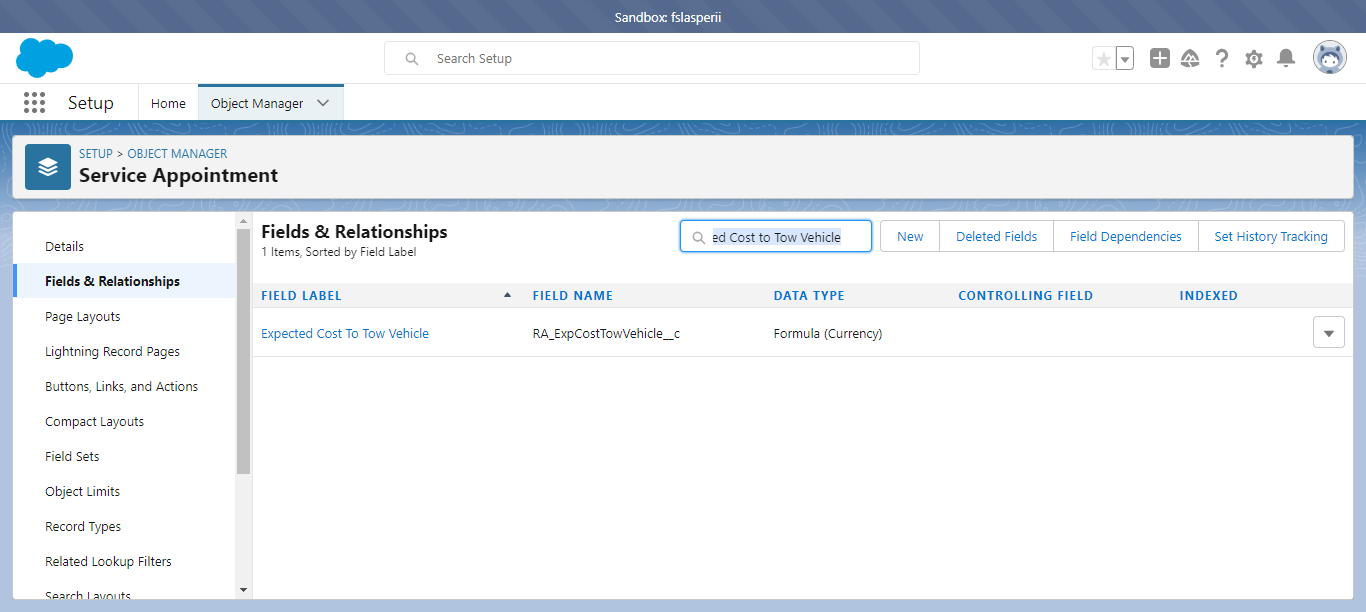 Sandbox: fslasperii
Search Setup
Setup
Home
Object Manager
SETUP > OBJECT MANAGER
Service Appointment
Details
Fields & Relationships
Page Layouts
Lightning Record Pages
Buttons, Links, and Actions
Compact Layouts
Field Sets
Object Limits
Record Types
Related Lookup Filters
Search Layouts
Fields & Relationships
1 Items, Sorted by Field Label
ed Cost to Tow Vehicle
New
Deleted Fields
Field Dependencies
Set History Tracking
FIELD LABEL FIELD NAME DATA TYPE CONTROLLING FIELD INDEXED
Expected Cost To Tow Vehicle RA_ExpCostTowVehicle__c Formula (Currency)